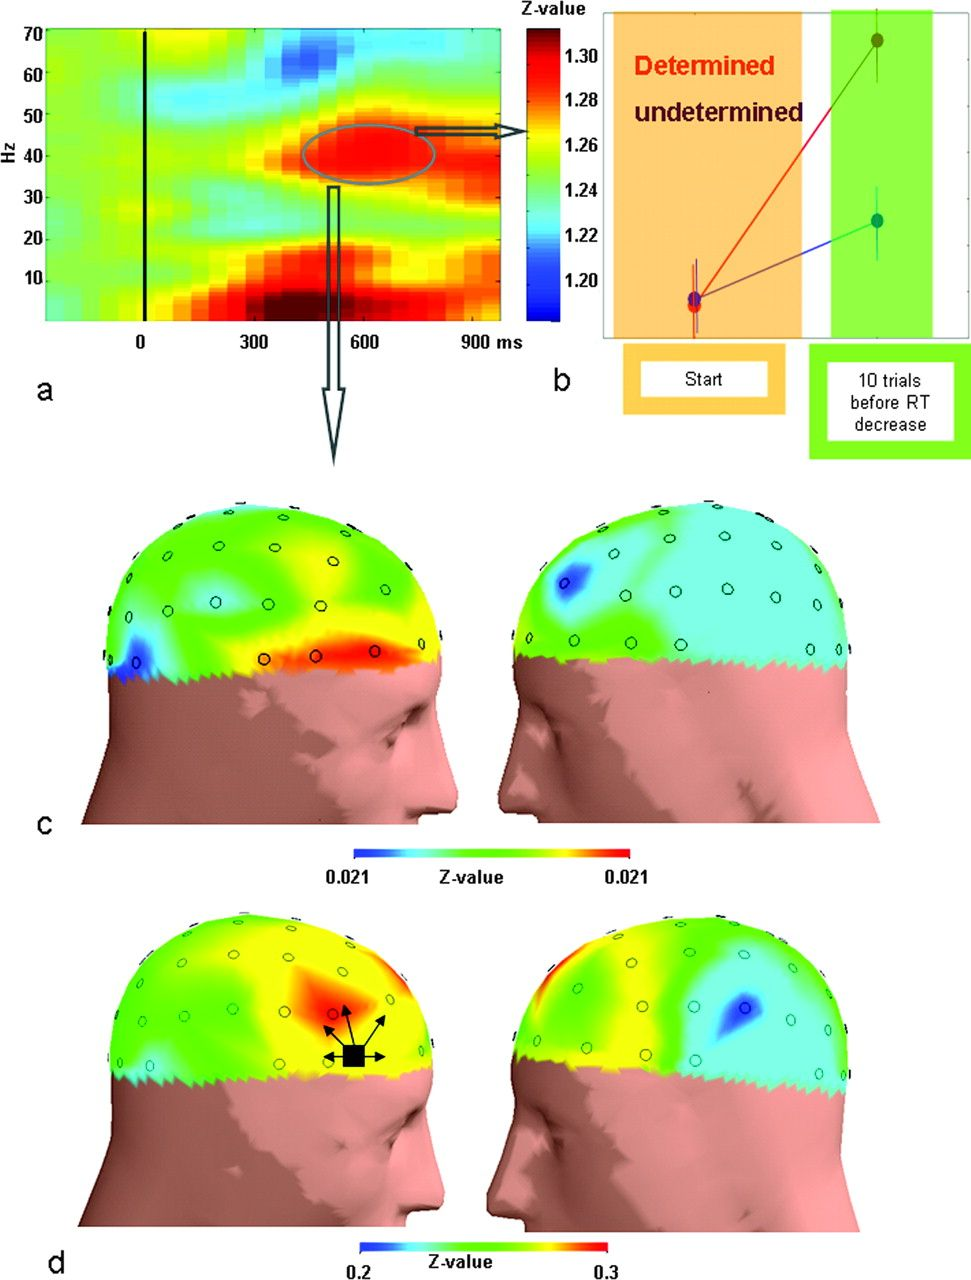 Z-value
70
60
50
40
30
20
10
Hz
0
300
600
900 ms
a
1.30
1.28
1.26
1.24
1.22
1.20
Determined
undetermined
b
Start
10 trials
before RT
decrease
c
0.021
Z-value
0.021
d
0.2
Z-value
0.3